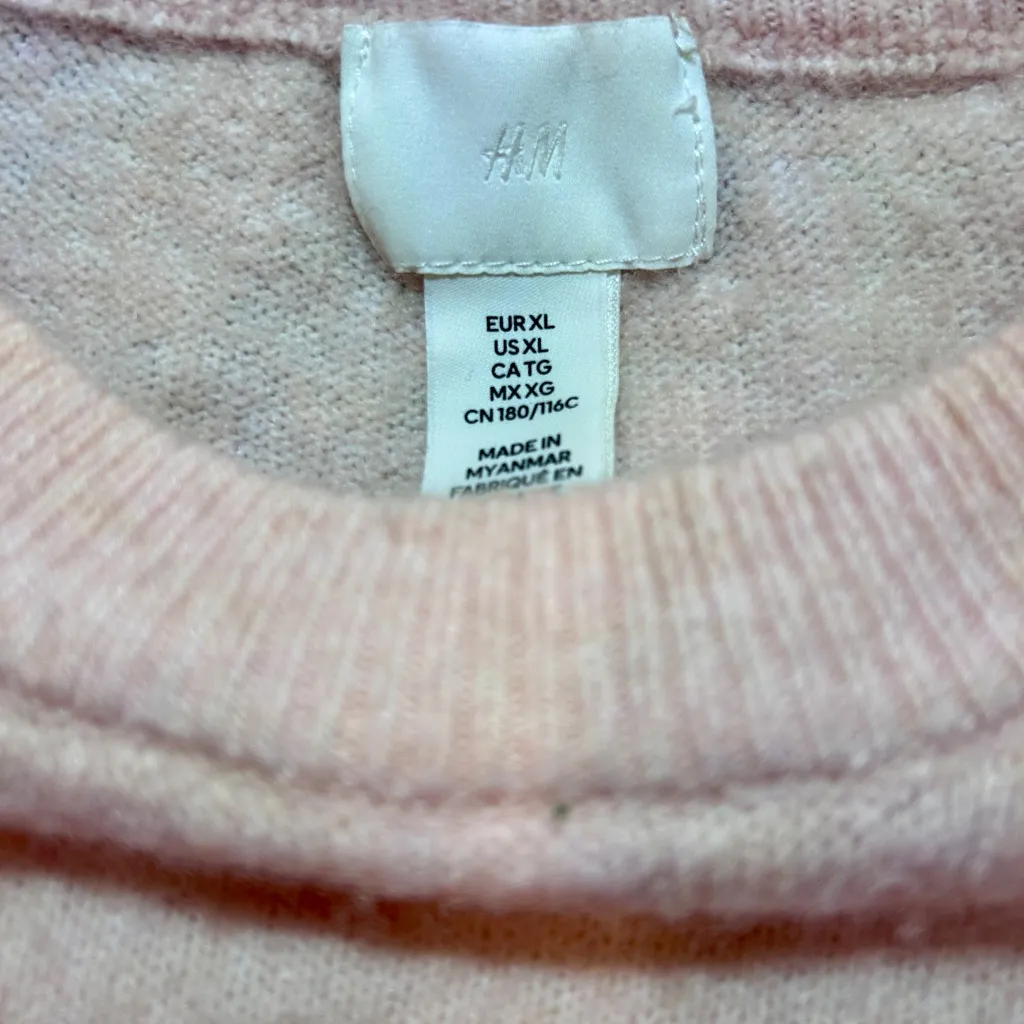 H&M
EUR XL
US XL
CA TG
MX XG
CN 180/116C
MADE IN
MYANMAR
FABRIQUÉ EN